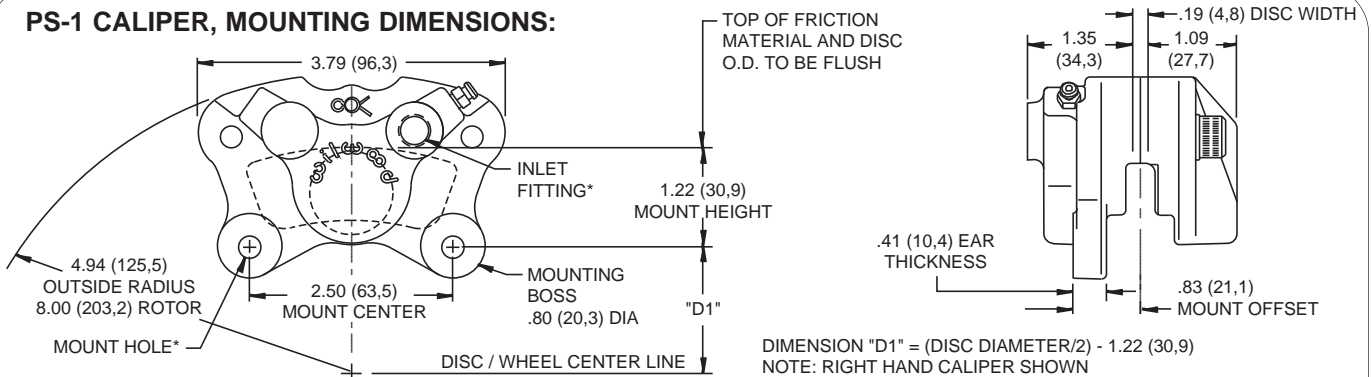 PS-1 CALIPER, MOUNTING DIMENSIONS:
3.79 (96,3)
TOP OF FRICTION
MATERIAL AND DISC
O.D. TO BE FLUSH
INLET
FITTING*
1.22 (30,9)
MOUNT HEIGHT
4.94 (125,5)
OUTSIDE RADIUS
8.00 (203,2) ROTOR
2.50 (63,5)
MOUNT CENTER
MOUNTING
BOSS
.80 (20,3) DIA
"D1"
MOUNT HOLE*
DISC / WHEEL CENTER LINE
.19 (4,8) DISC WIDTH
1.35
(34,3)
1.09
(27,7)
.41 (10,4) EAR
THICKNESS
.83 (21,1)
MOUNT OFFSET
DIMENSION "D1" = (DISC DIAMETER/2) - 1.22 (30,9)
NOTE: RIGHT HAND CALIPER SHOWN